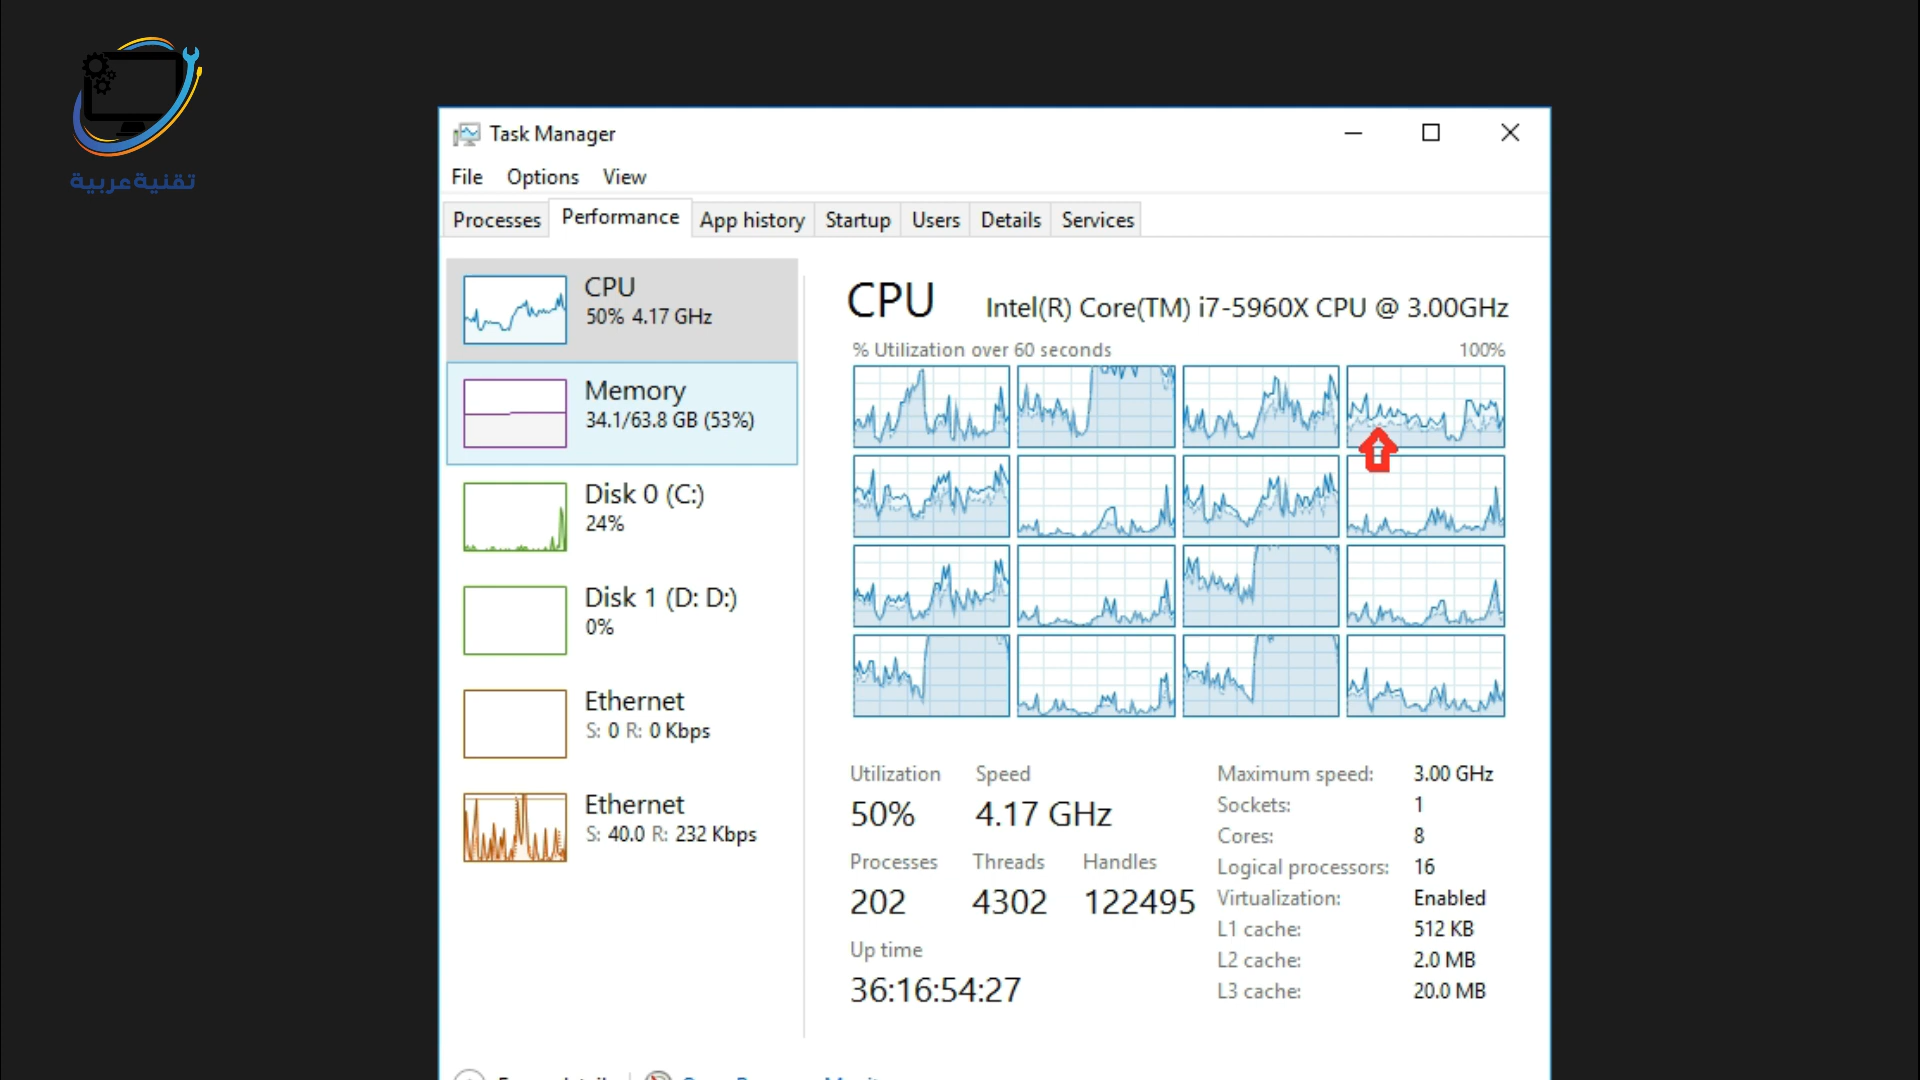 تقنية عربية
Task Manager
File Options View
Processes Performance App history Startup Users Details Services
CPU
50% 4.17 GHz
Memory
34.1/63.8 GB (53%)
Disk 0 (C:)
24%
Disk 1 (D: D:)
0%
Ethernet
S: 0 R: 0 Kbps
Ethernet
S: 40.0 R: 232 Kbps
CPU Intel(R) Core(TM) i7-5960X CPU @ 3.00GHz
% Utilization over 60 seconds 100%
Utilization Speed
50% 4.17 GHz
Processes Threads Handles
202 4302 122495
Up time
36:16:54:27
Maximum speed: 3.00 GHz
Sockets: 1
Cores: 8
Logical processors: 16
Virtualization: Enabled
L1 cache: 512 KB
L2 cache: 2.0 MB
L3 cache: 20.0 MB